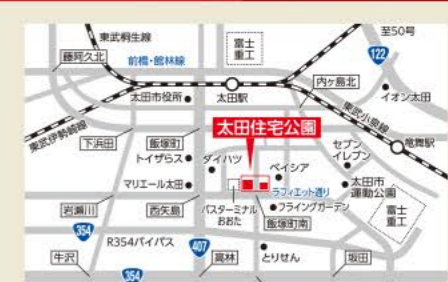 東武桐生線
至50号
藤阿久北
前橋・館林線
富士
重工
122
内ヶ島北
イオン太田
太田市役所
太田駅
東武小泉線
東武伊勢崎線
太田住宅公園
竜舞駅
下浜田
飯塚町
トイザらス
ダイハツ
ベイシア
セブン
イレブン
マリエール太田
ラフィエット通り
太田市
運動公園
岩瀬川
西矢島
バスターミナル
おおた
フライングガーデン
飯塚町南
富士
重工
354
R354バイパス
407
牛沢
354
高林
とりせん
坂田